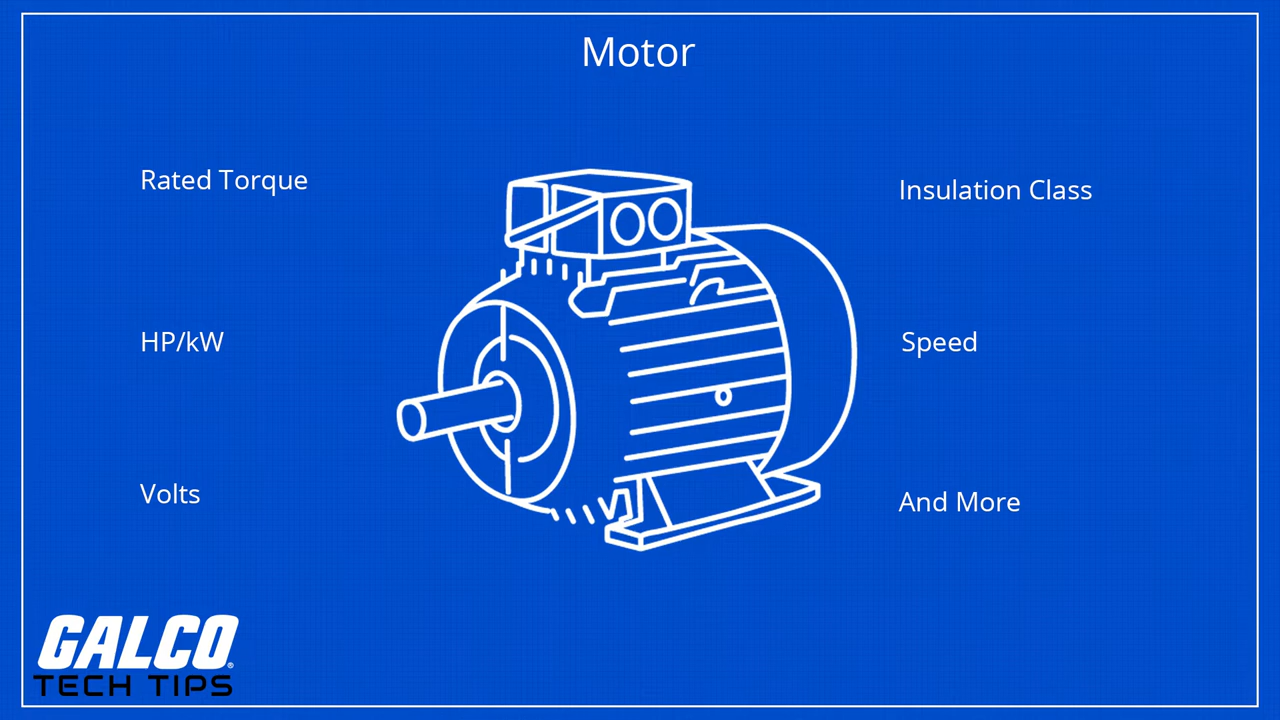 Motor
Rated Torque
Insulation Class
HP/kW
Speed
Volts
And More
GALCO®
TECH TIPS